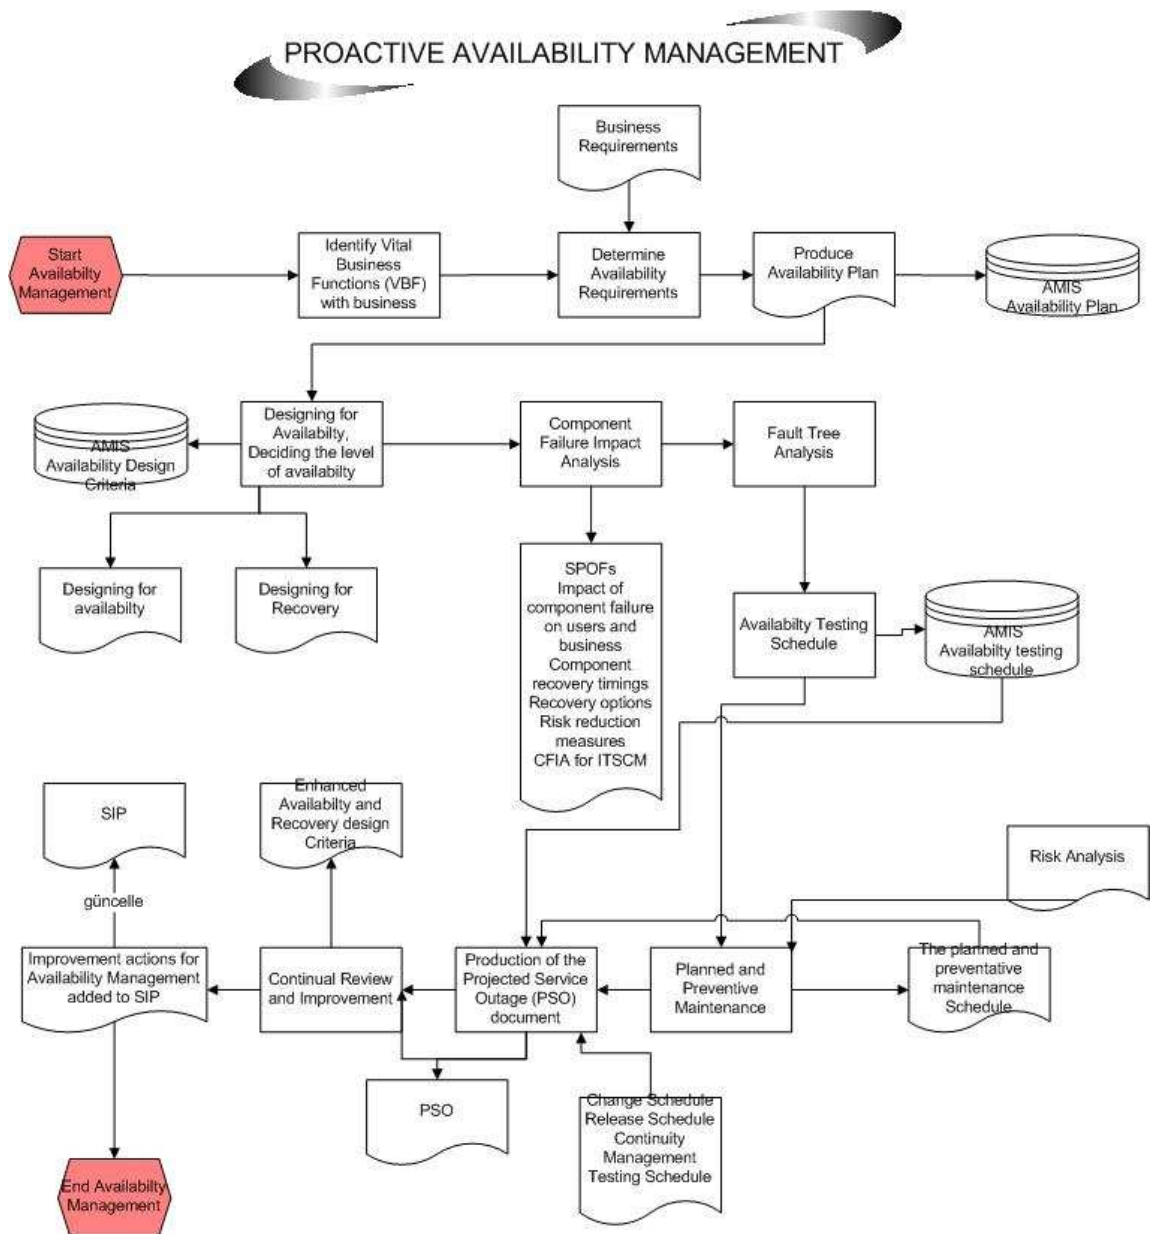 PROACTIVE AVAILABILITY MANAGEMENT
Business
Requirements
Start
Availabilty
Management
Identify Vital
Business
Functions (VBF)
with business
Determine
Availability
Requirements
Produce
Availability Plan
AMIS
Availability Plan
AMIS
Availability Design
Criteria
Designing for
Availabilty,
Deciding the level
of availabilty
Component
Failure Impact
Analysis
Fault Tree
Analysis
Designing for
availabilty
Designing for
Recovery
SPOFs
Impact of
component failure
on users and
business
Component
recovery timings
Recovery options
Risk reduction
measures
CFIA for ITSCM
Availabilty Testing
Schedule
AMIS
Availabilty testing
schedule
SIP
Enhanced
Availabilty and
Recovery design
Criteria
Risk Analysis
güncelle
Improvement actions for
Availability Management
added to SIP
Continual Review
and Improvement
Production of the
Projected Service
Outage (PSO)
document
Planned and
Preventive
Maintenance
The planned and
preventative
maintenance
Schedule
PSO
Change Schedule
Release Schedule
Continuity
Management
Testing Schedule
End Availabilty
Management